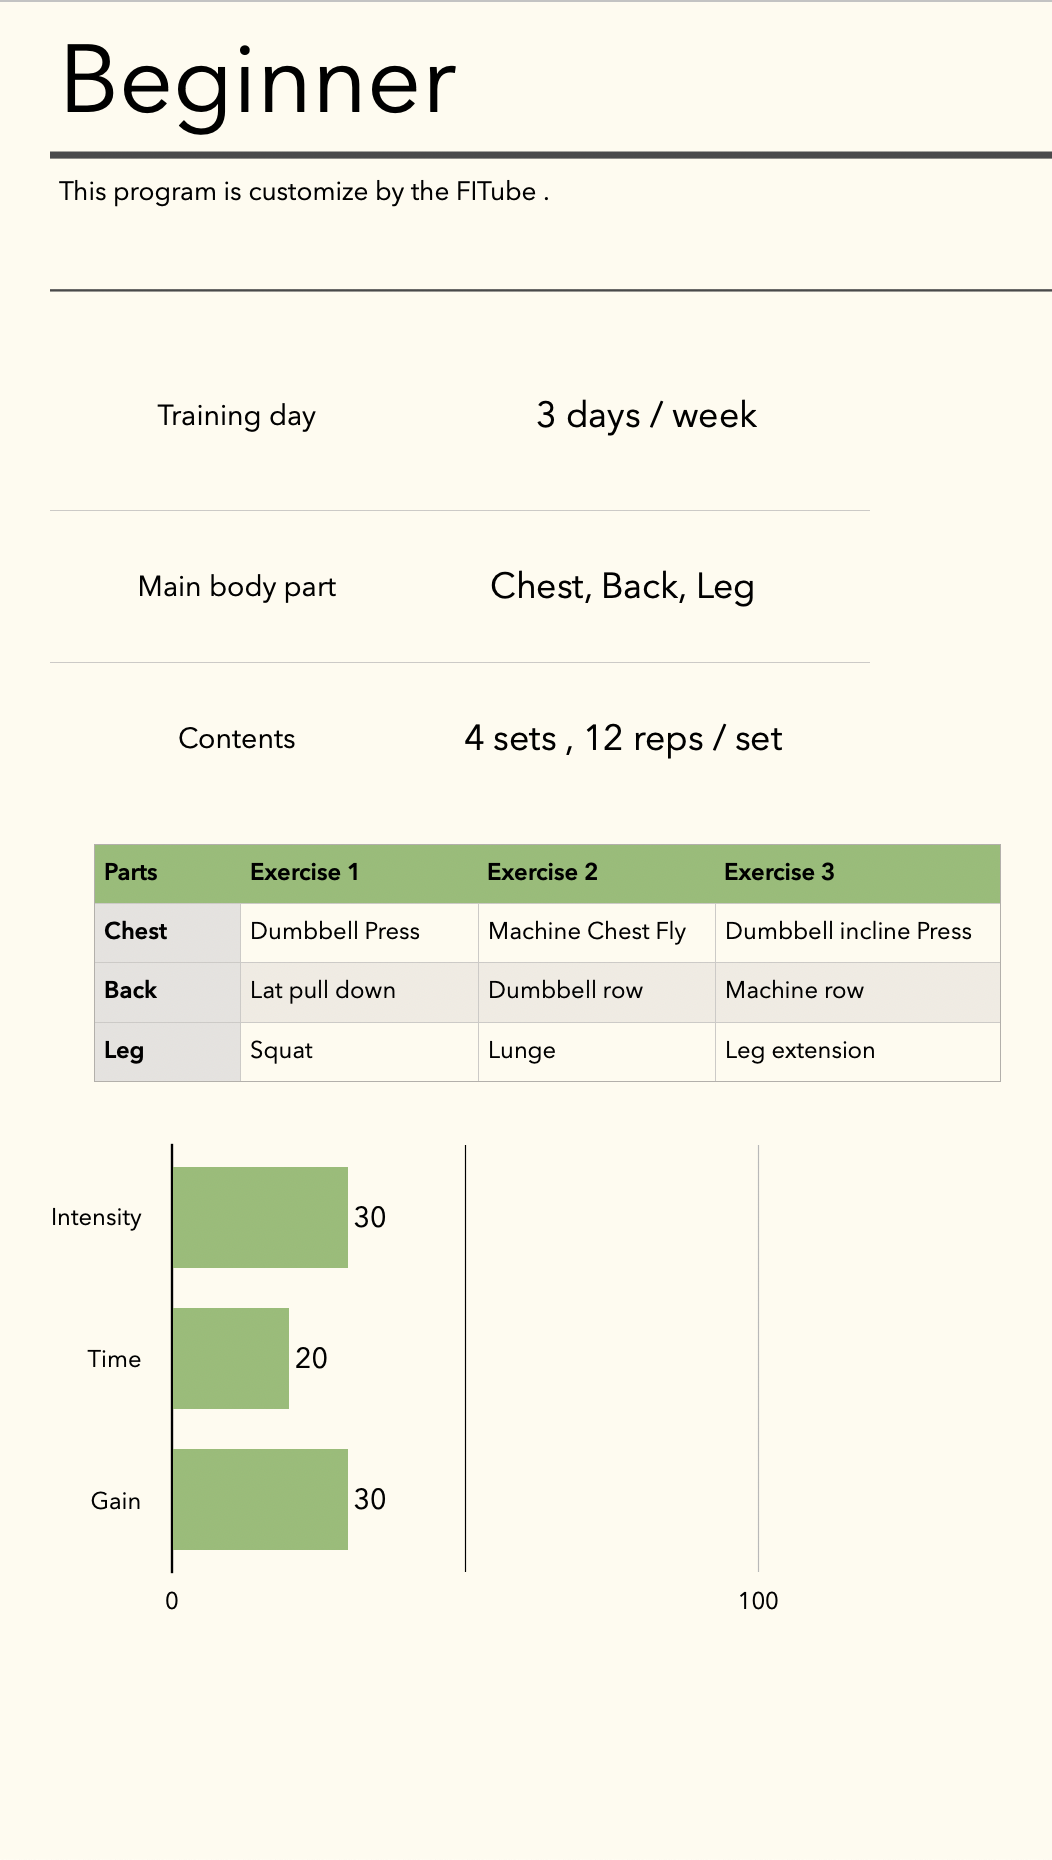 Beginner
This program is customize by the FITube .
Training day 3 days / week
Main body part Chest, Back, Leg
Contents 4 sets , 12 reps / set
Parts Exercise 1 Exercise 2 Exercise 3
Chest Dumbbell Press Machine Chest Fly Dumbbell incline Press
Back Lat pull down Dumbbell row Machine row
Leg Squat Lunge Leg extension
Intensity 30
Time 20
Gain 30
0 100